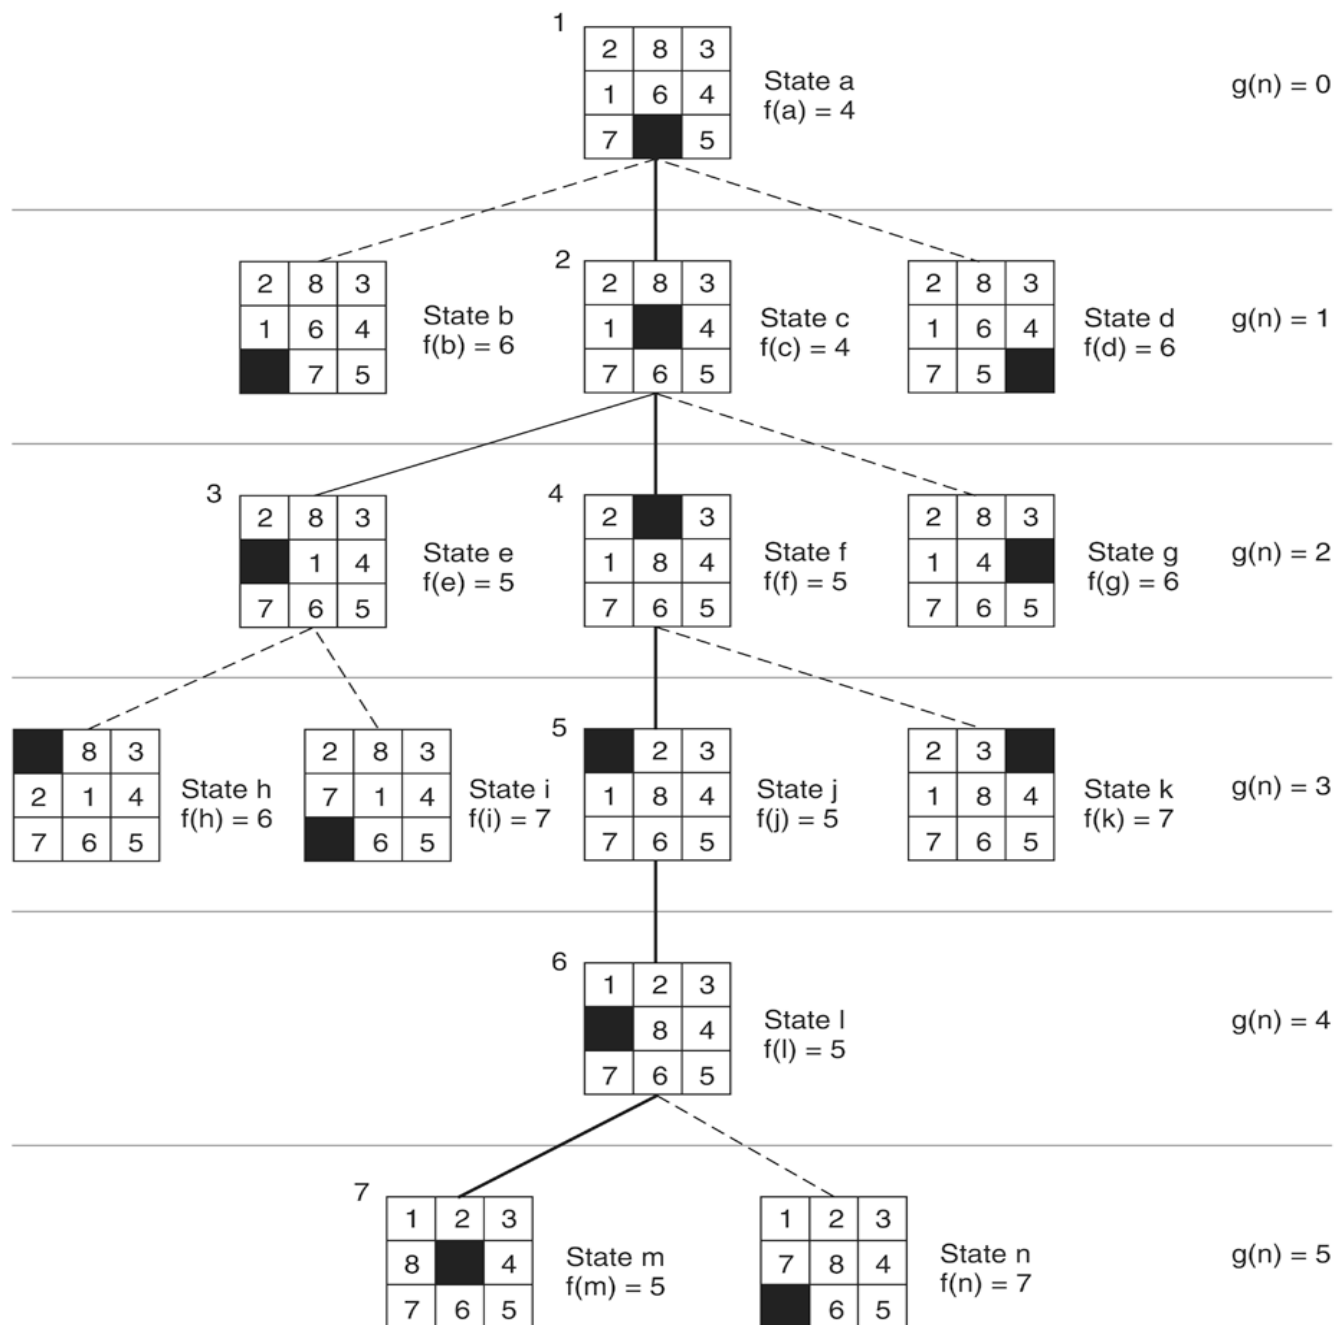 1
2 8 3
1 6 4
7 5
State a
f(a) = 4
g(n) = 0
2 8 3
1 6 4
7 5
State b
f(b) = 6
2
2 8 3
1 4
7 6 5
State c
f(c) = 4
2 8 3
1 6 4
7 5
State d
f(d) = 6
g(n) = 1
3
2 8 3
1 4
7 6 5
State e
f(e) = 5
4
2 3
1 8 4
7 6 5
State f
f(f) = 5
2 8 3
1 4
7 6 5
State g
f(g) = 6
g(n) = 2
8 3
2 1 4
7 6 5
State h
f(h) = 6
2 8 3
7 1 4
6 5
State i
f(i) = 7
5
2 3
1 8 4
7 6 5
State j
f(j) = 5
2 3
1 8 4
7 6 5
State k
f(k) = 7
g(n) = 3
6
1 2 3
8 4
7 6 5
State l
f(l) = 5
g(n) = 4
7
1 2 3
8 4
7 6 5
State m
f(m) = 5
1 2 3
7 8 4
6 5
State n
f(n) = 7
g(n) = 5